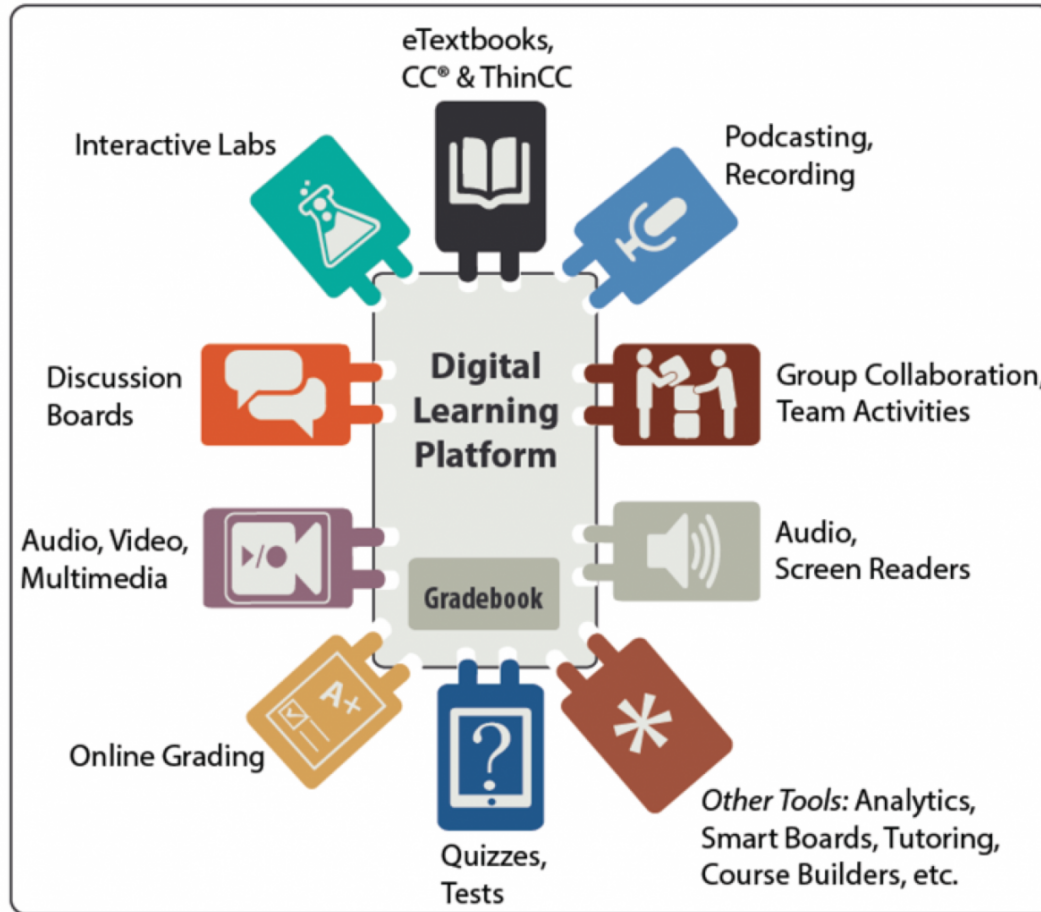 eTextbooks,
CC® & ThinCC
Interactive Labs
Podcasting,
Recording
Digital
Learning
Platform
Discussion
Boards
Group Collaboration,
Team Activities
Audio, Video,
Multimedia
Audio,
Screen Readers
Gradebook
A+
Online Grading
?
*
Quizzes,
Tests
Other Tools: Analytics,
Smart Boards, Tutoring,
Course Builders, etc.